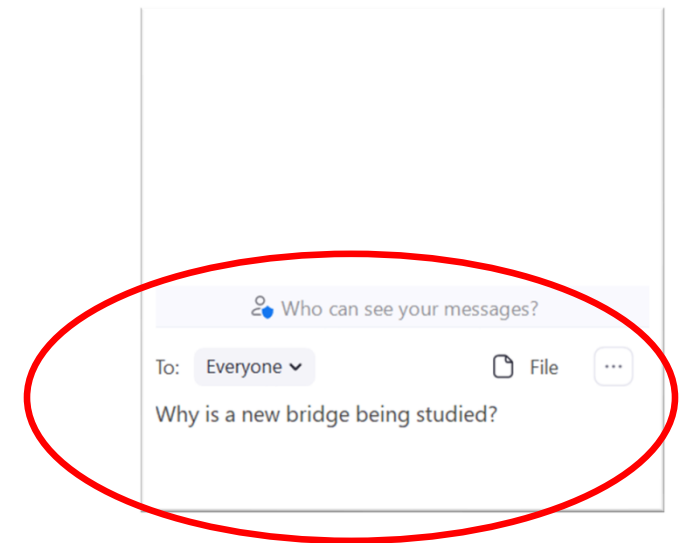 Who can see your messages?
To: Everyone File ...
Why is a new bridge being studied?